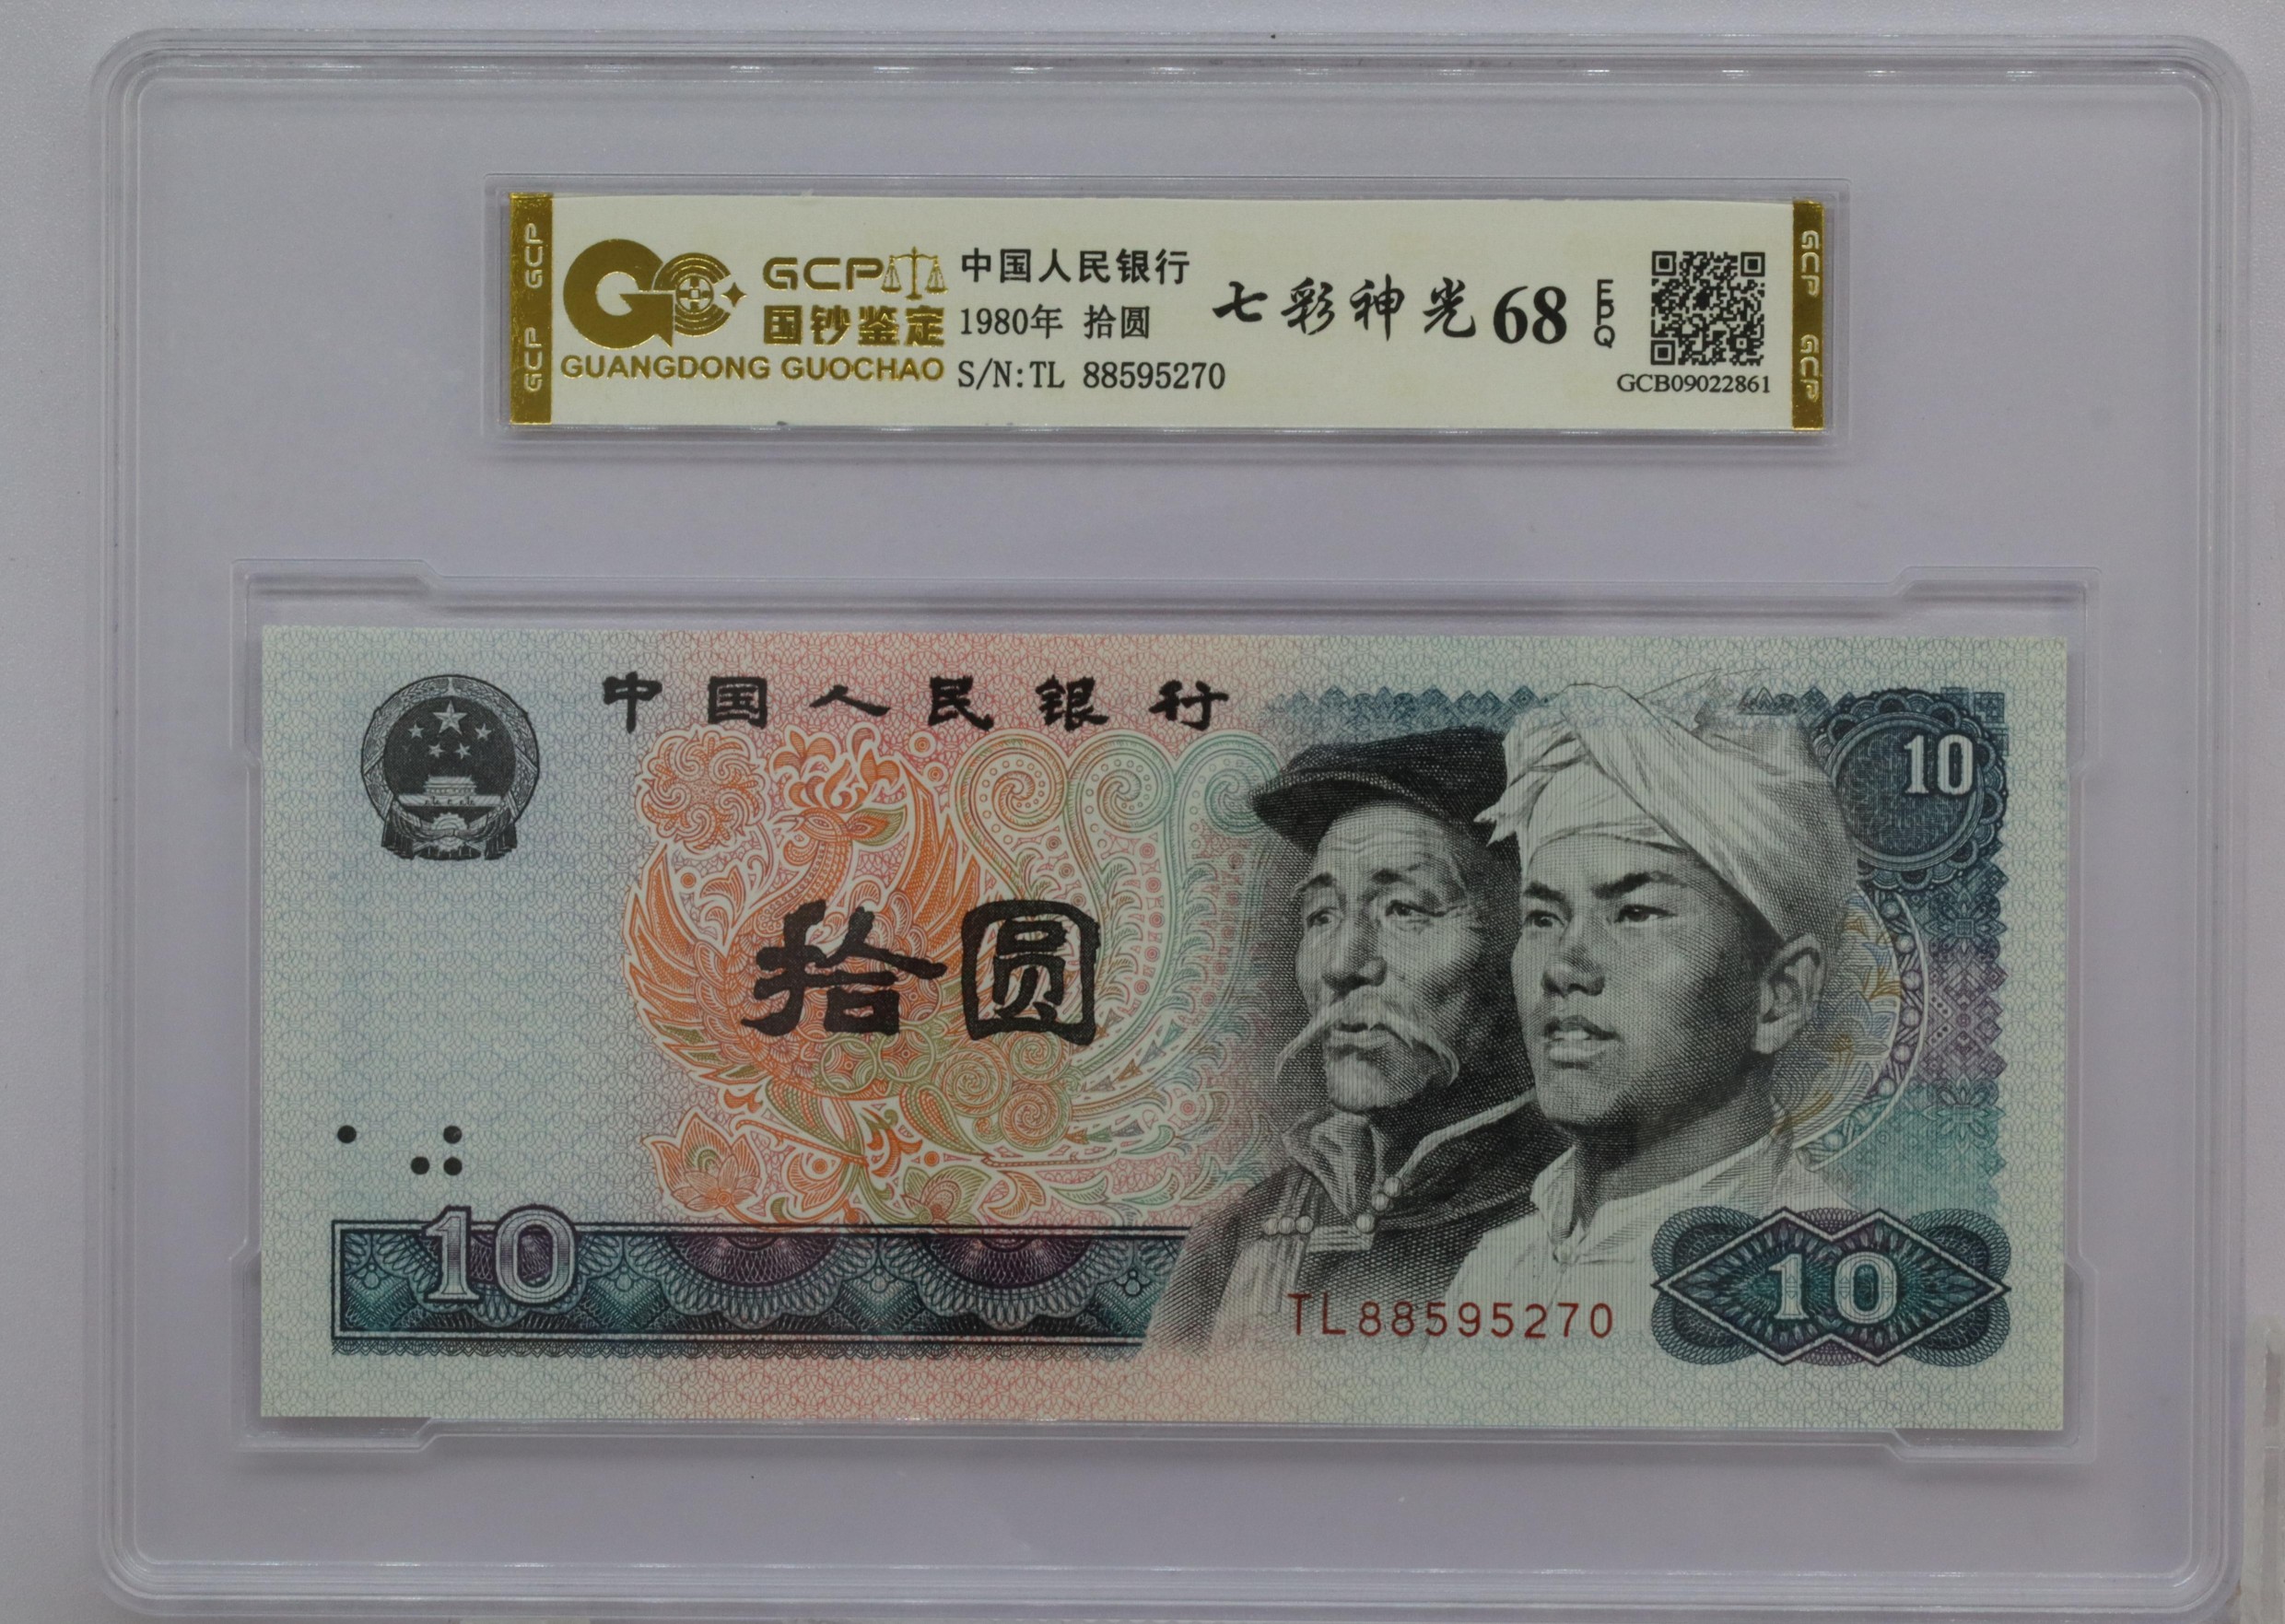 GCP GCP
GCP
国钞鉴定
GUANGDONG GUOCHAO
中国人民银行
1980年 拾圆
S/N:TL 88595270
七彩神光 68
EPQ
GCB09022861
GCP GCP
中国人民银行
10
拾圆
10
TL88595270
10